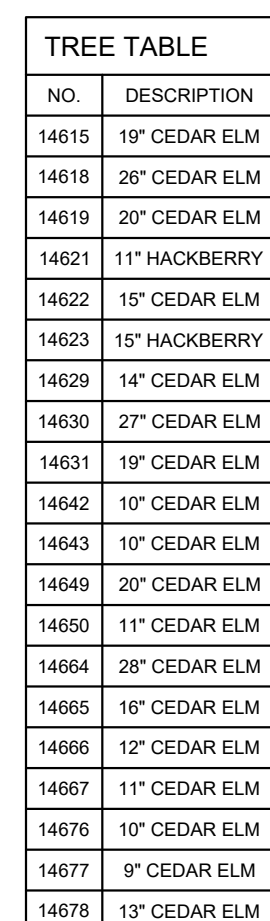 TREE TABLE
NO. DESCRIPTION
14615 19" CEDAR ELM
14618 26" CEDAR ELM
14619 20" CEDAR ELM
14621 11" HACKBERRY
14622 15" CEDAR ELM
14623 15" HACKBERRY
14629 14" CEDAR ELM
14630 27" CEDAR ELM
14631 19" CEDAR ELM
14642 10" CEDAR ELM
14643 10" CEDAR ELM
14649 20" CEDAR ELM
14650 11" CEDAR ELM
14664 28" CEDAR ELM
14665 16" CEDAR ELM
14666 12" CEDAR ELM
14667 11" CEDAR ELM
14676 10" CEDAR ELM
14677 9" CEDAR ELM
14678 13" CEDAR ELM